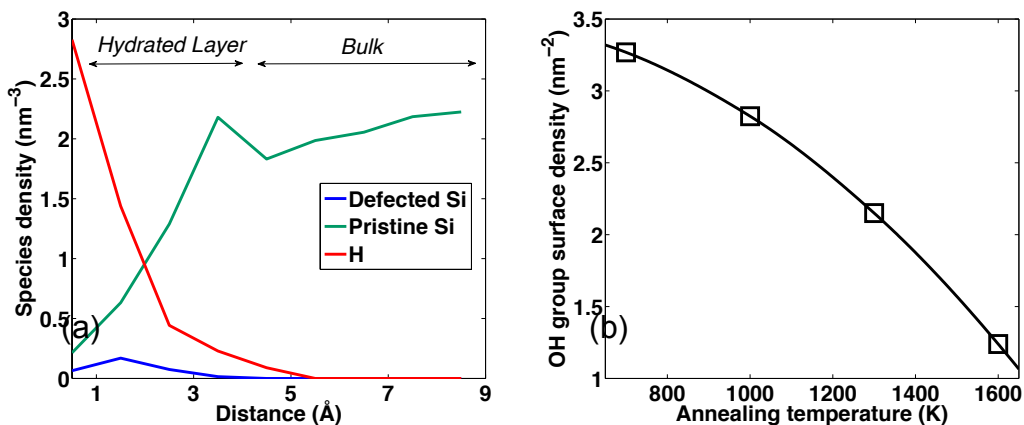 Species density (nm−3)
3
2.5
2
1.5
1
0.5
0
Hydrated Layer
Bulk
Defected Si
Pristine Si
H
(a)
1 3 5 7 9
Distance (Å)
OH group surface density (nm−2)
3.5
3
2.5
2
1.5
1
(b)
800 1000 1200 1400 1600
Annealing temperature (K)